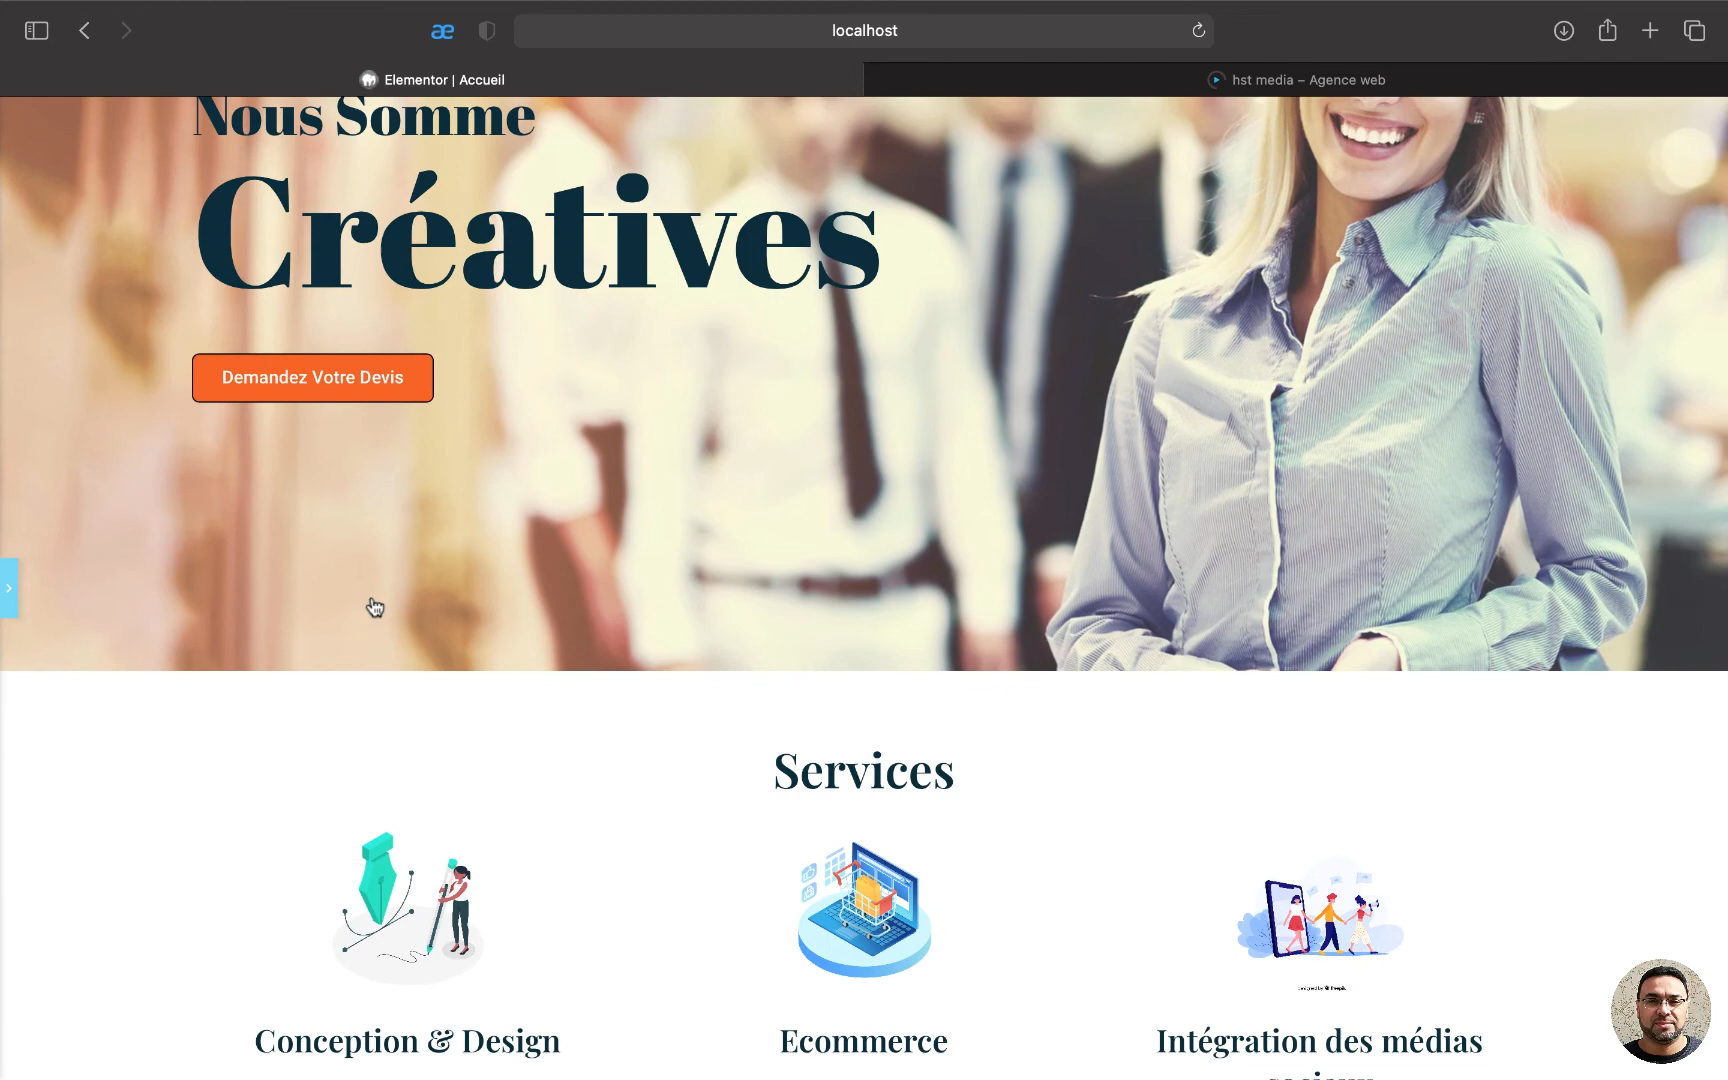 localhost
Elementor | Accueil
hst media – Agence web
Nous Somme
Créatives
Demandez Votre Devis
Services
Conception & Design
Ecommerce
Intégration des médias